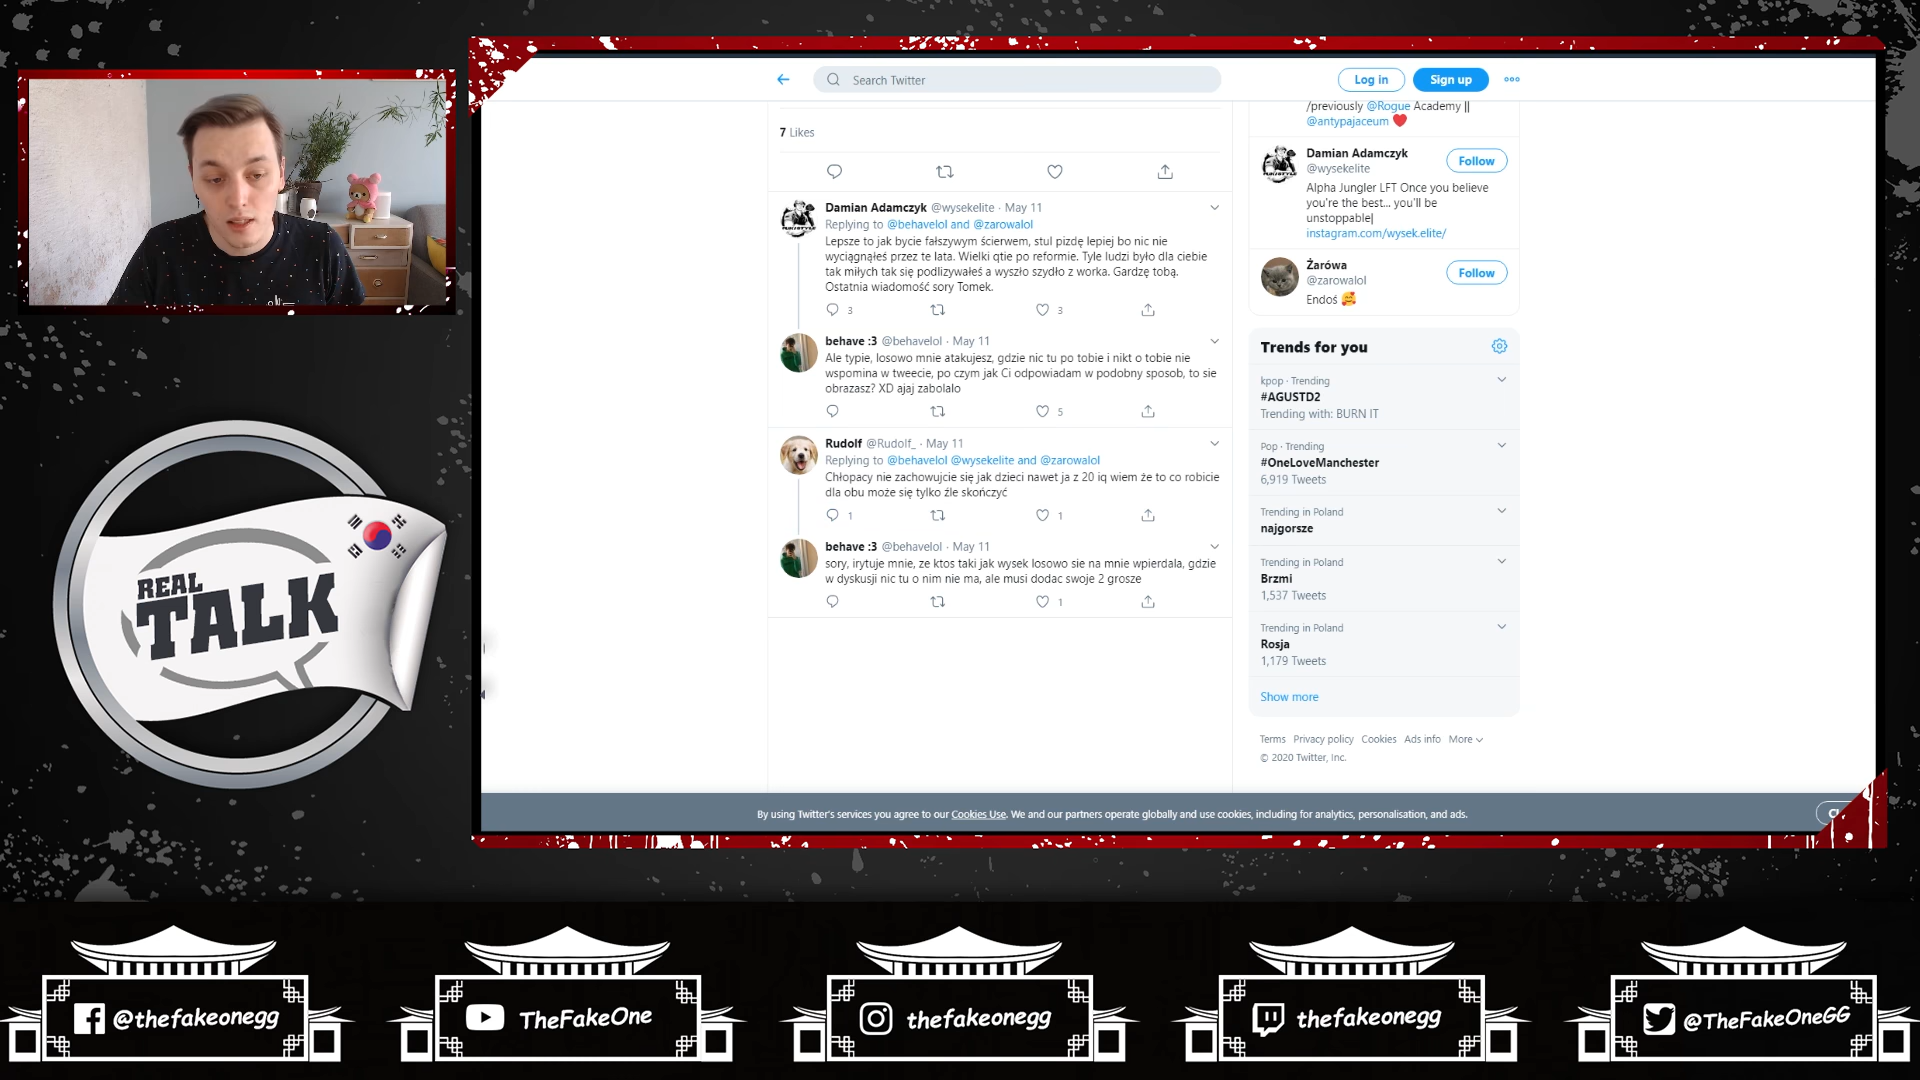 Search Twitter
Log in
Sign up
7 Likes
Damian Adamczyk @wysekelite · May 11
Replying to @behavelol and @zarowalol
Lepsze to jak bycie fałszywym ścierwem, stul pizdę lepiej bo nic nie
wyciągnąłeś przez te lata. Wielki qtie po reformie. Tyle ludzi było dla ciebie
tak miłych tak się podlizywałeś a wyszło szydło z worka. Gardzę tobą.
Ostatnia wiadomość sory Tomek.
3
3
behave :3 @behavelol · May 11
Ale typie, losowo mnie atakujesz, gdzie nic tu po tobie i nikt o tobie nie
wspomina w tweecie, po czym jak Ci odpowiadam w podobny sposob, to sie
obrazasz? XD ajaj zabolalo
5
Rudolf @Rudolf_ · May 11
Replying to @behavelol @wysekelite and @zarowalol
Chłopacy nie zachowujcie się jak dzieci nawet ja z 20 iq wiem że to co robicie
dla obu może się tylko źle skończyć
1
1
behave :3 @behavelol · May 11
sory, irytuje mnie, ze ktos taki jak wysek losowo sie na mnie wpierdala, gdzie
w dyskusji nic tu o nim nie ma, ale musi dodac swoje 2 grosze
1
/previously @Rogue Academy ||
@antypajaceum ❤️
Damian Adamczyk
@wysekelite
Follow
Alpha Jungler LFT Once you believe
you're the best... you'll be
unstoppable|
instagram.com/wysek.elite/
Żarówa
@zarowalol
Follow
Endoś 🥰
Trends for you
kpop · Trending
#AGUSTD2
Trending with: BURN IT
Pop · Trending
#OneLoveManchester
6,919 Tweets
Trending in Poland
najgorsze
Trending in Poland
Brzmi
1,537 Tweets
Trending in Poland
Rosja
1,179 Tweets
Show more
Terms Privacy policy Cookies Ads info More
© 2020 Twitter, Inc.
By using Twitter's services you agree to our Cookies Use. We and our partners operate globally and use cookies, including for analytics, personalisation, and ads.
REAL
TALK
@thefakeonegg
TheFakeOne
thefakeonegg
thefakeonegg
@TheFakeOneGG